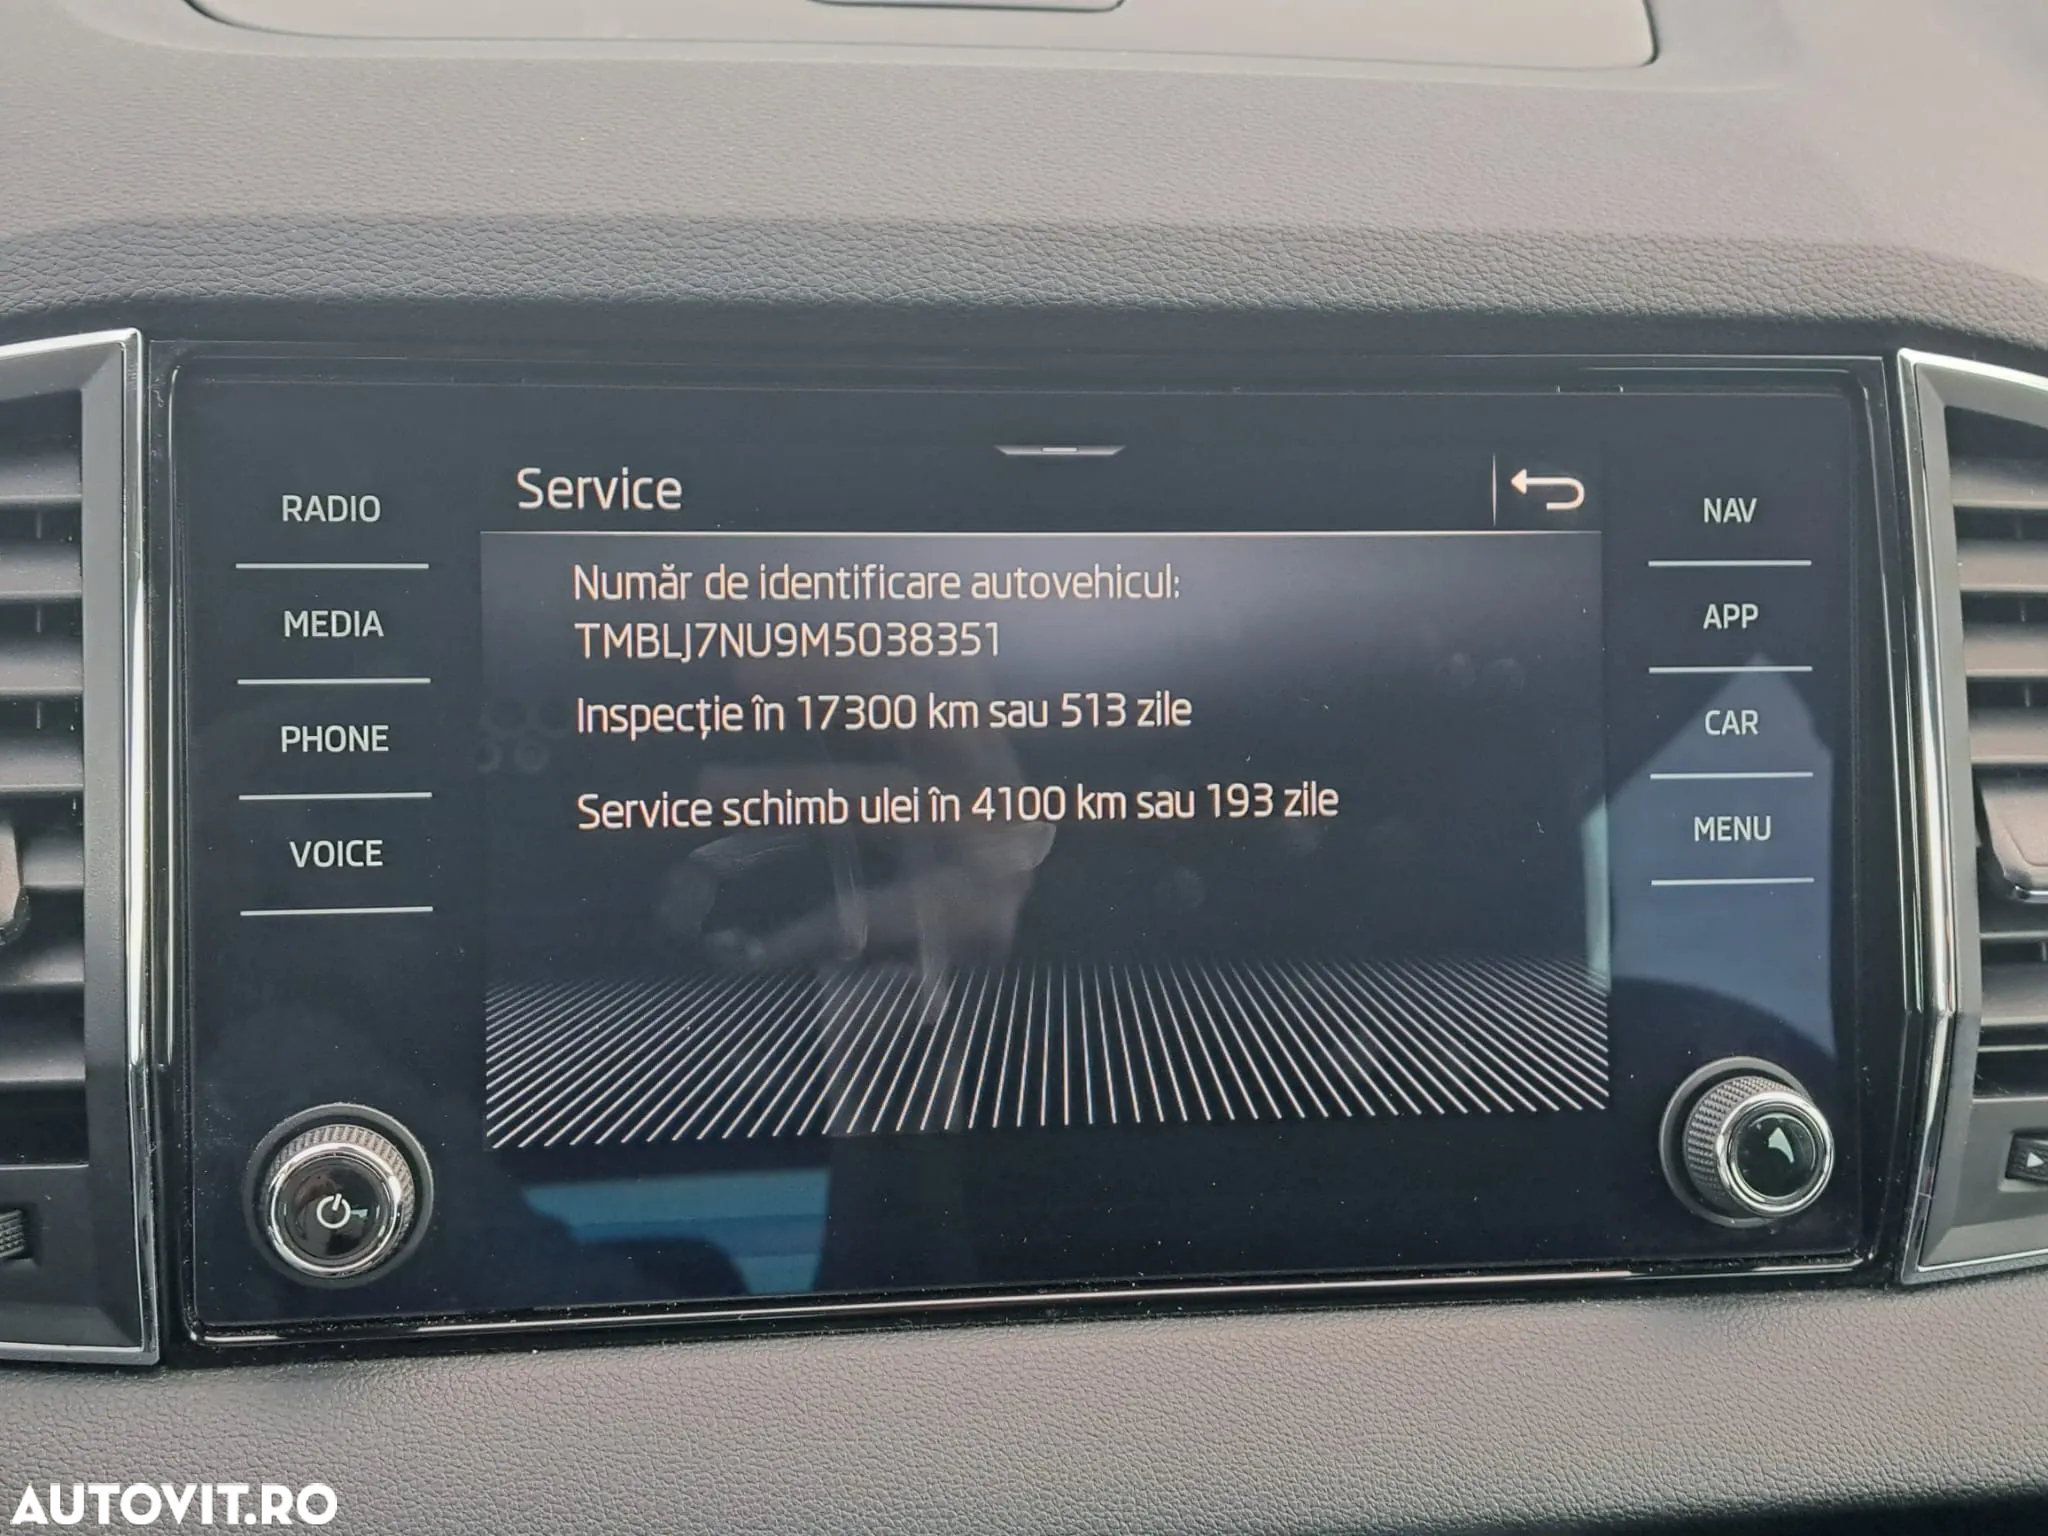 Service
RADIO
MEDIA
PHONE
VOICE
Număr de identificare autovehicul:
TMBLJ7NU9M5038351
Inspecție în 17300 km sau 513 zile
Service schimb ulei în 4100 km sau 193 zile
NAV
APP
CAR
MENU
AUTOVIT.RO